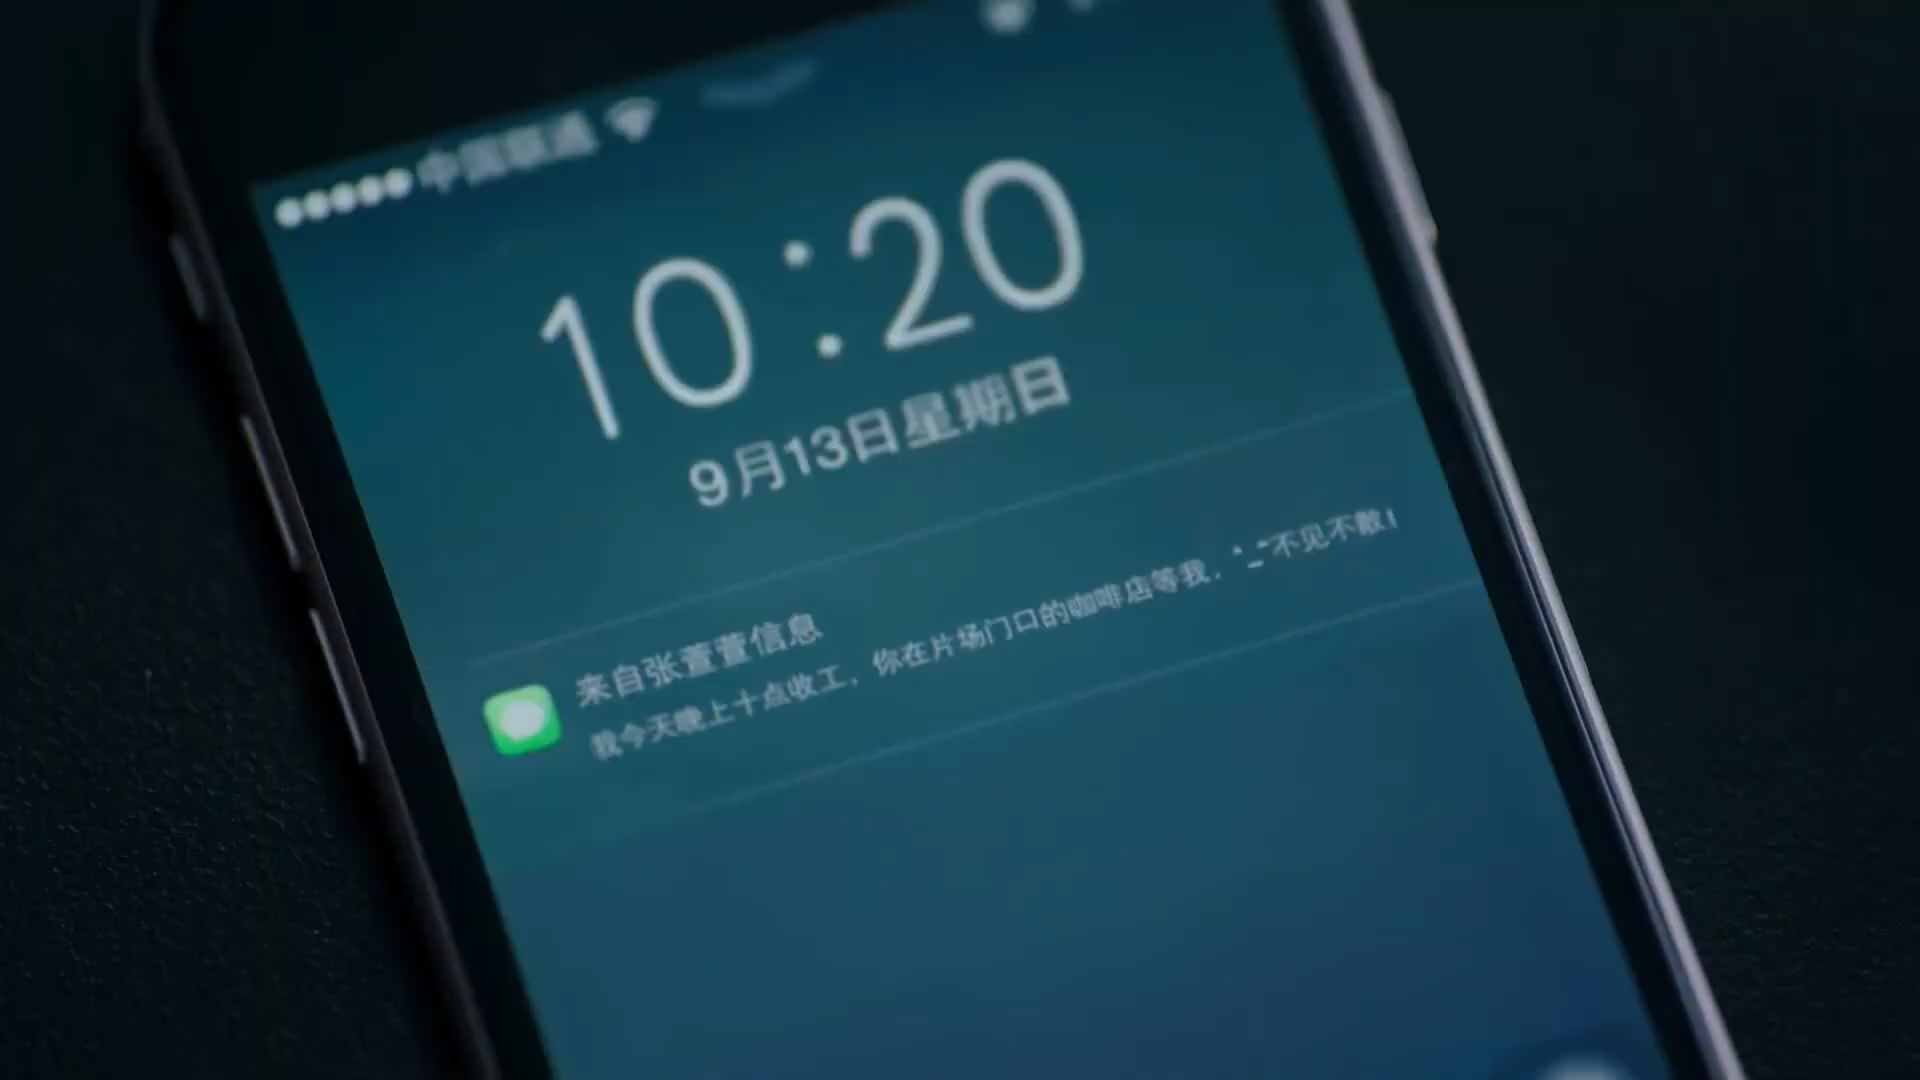 中国联通
10:20
9月13日星期日
来自张萱萱信息
我今天晚上十点收工，你在片场门口的咖啡店等我，^_^不见不散！